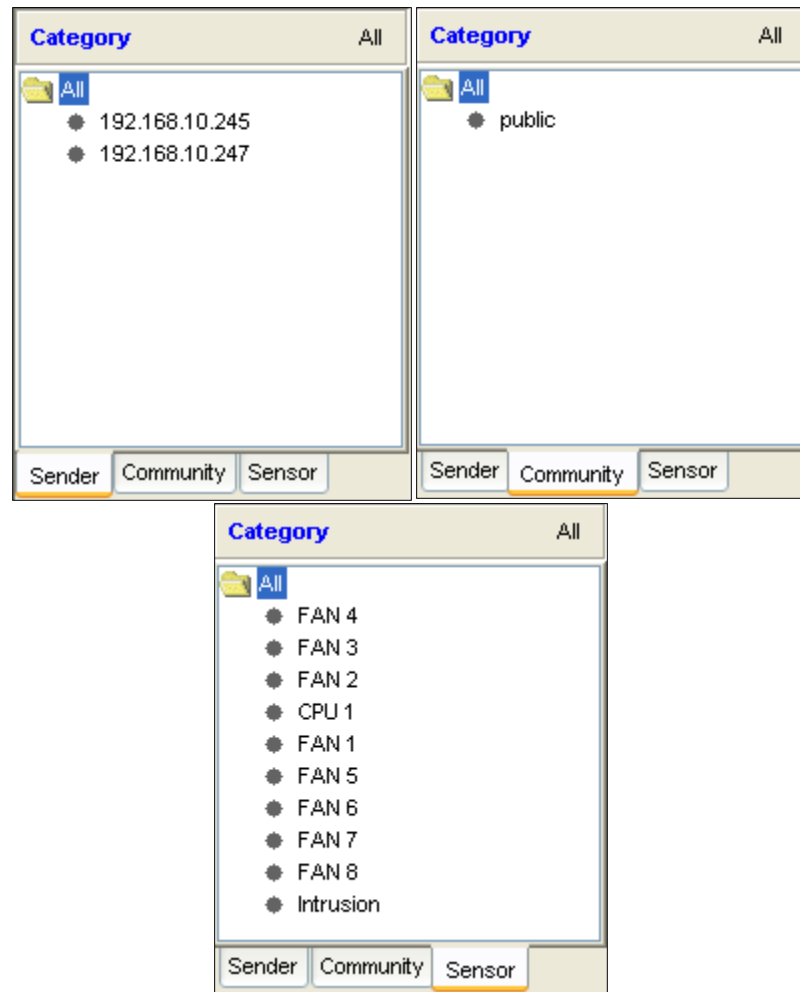 Category All
All
192.168.10.245
192.168.10.247
Sender Community Sensor
Category All
All
public
Sender Community Sensor
Category All
All
FAN 4
FAN 3
FAN 2
CPU 1
FAN 1
FAN 5
FAN 6
FAN 7
FAN 8
Intrusion
Sender Community Sensor